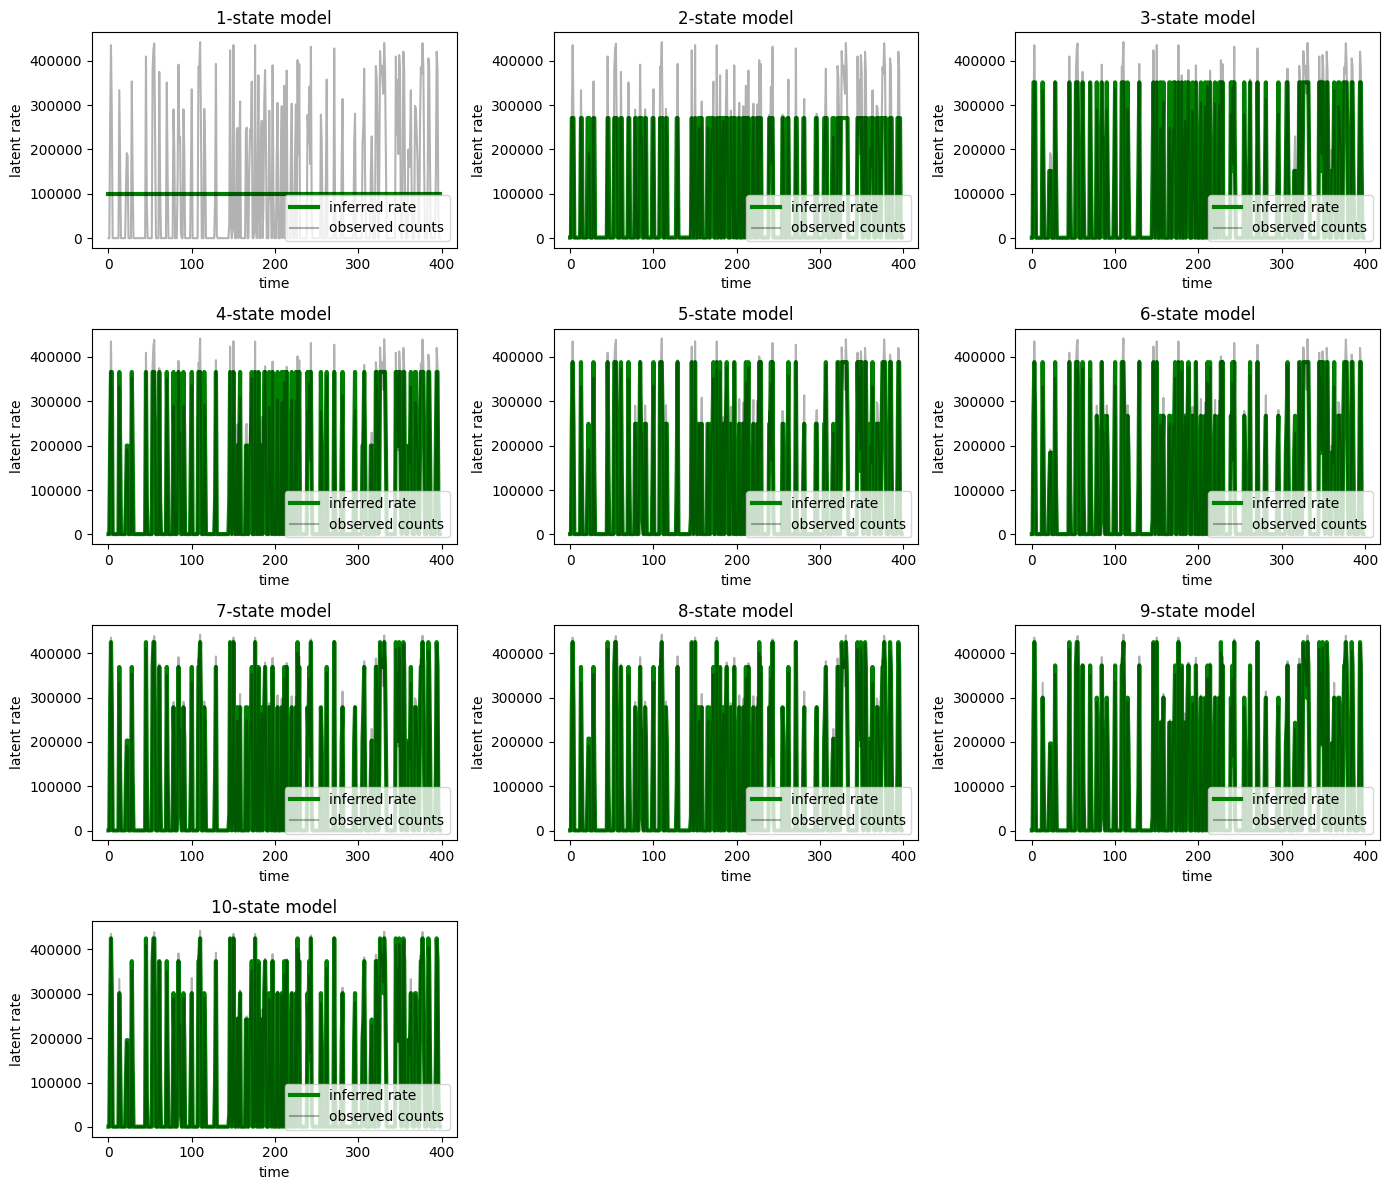 1-state model
400000
300000
200000
100000
0
latent rate
inferred rate
observed counts
0 100 200 300 400
time
2-state model
400000
300000
200000
100000
0
latent rate
inferred rate
observed counts
0 100 200 300 400
time
3-state model
400000
300000
200000
100000
0
latent rate
inferred rate
observed counts
0 100 200 300 400
time
4-state model
400000
300000
200000
100000
0
latent rate
inferred rate
observed counts
0 100 200 300 400
time
5-state model
400000
300000
200000
100000
0
latent rate
inferred rate
observed counts
0 100 200 300 400
time
6-state model
400000
300000
200000
100000
0
latent rate
inferred rate
observed counts
0 100 200 300 400
time
7-state model
400000
300000
200000
100000
0
latent rate
inferred rate
observed counts
0 100 200 300 400
time
8-state model
400000
300000
200000
100000
0
latent rate
inferred rate
observed counts
0 100 200 300 400
time
9-state model
400000
300000
200000
100000
0
latent rate
inferred rate
observed counts
0 100 200 300 400
time
10-state model
400000
300000
200000
100000
0
latent rate
inferred rate
observed counts
0 100 200 300 400
time